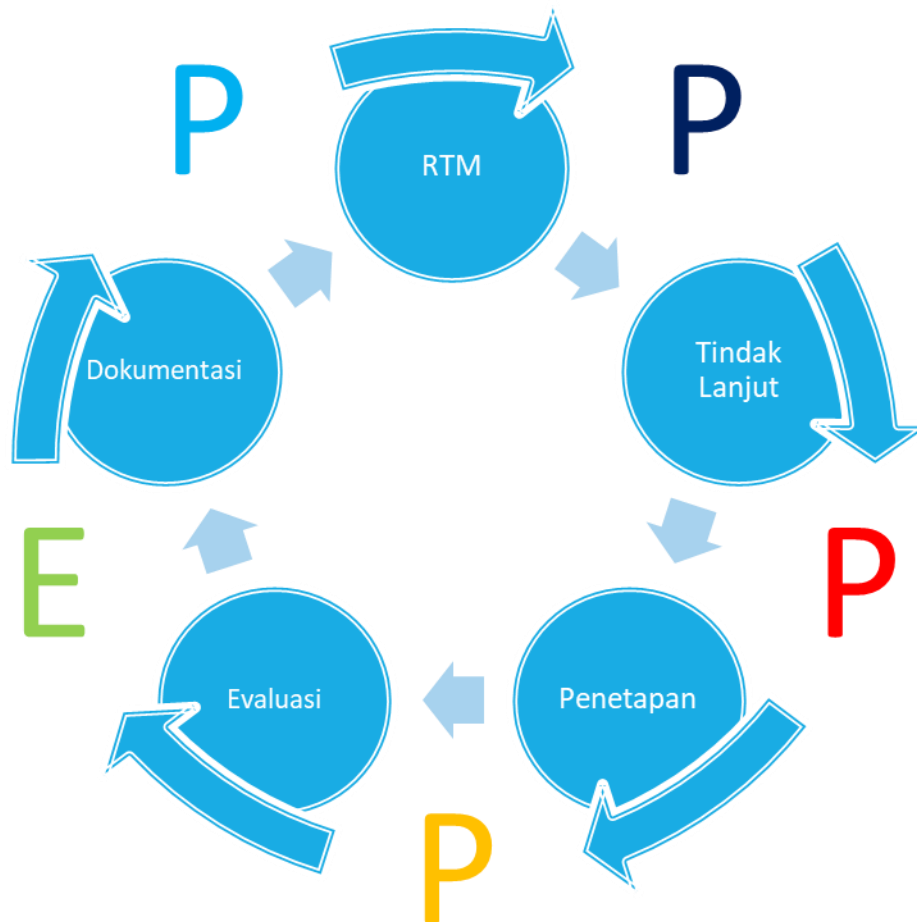 P
RTM
P
Dokumentasi
Tindak
Lanjut
E
P
Evaluasi
Penetapan
P